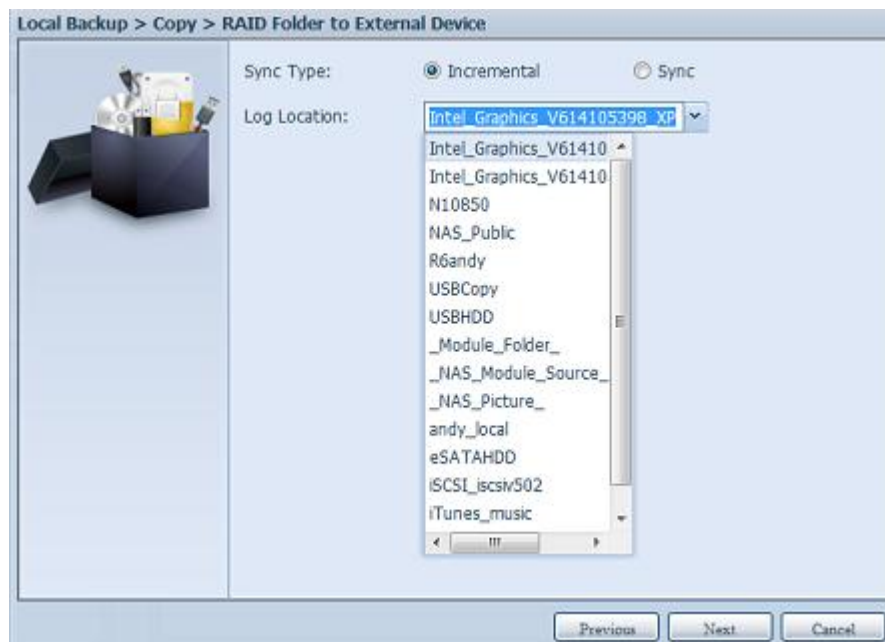 Local Backup > Copy > RAID Folder to External Device
Sync Type: Incremental Sync
Log Location: Intel_Graphics_V614105398_XP
Intel_Graphics_V61410
Intel_Graphics_V61410
N10850
NAS_Public
R6andy
USBCopy
USBHDD
_Module_Folder_
_NAS_Module_Source_
_NAS_Picture_
andy_local
eSATAHDD
iSCSI_iscsiv502
iTunes_music
Previous Next Cancel